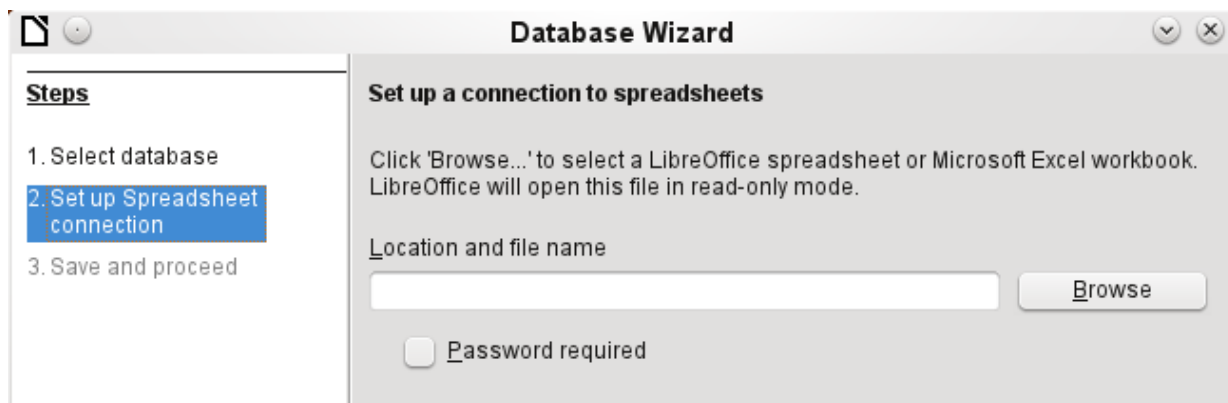 Database Wizard
Steps
1. Select database
2. Set up Spreadsheet
connection
3. Save and proceed
Set up a connection to spreadsheets
Click 'Browse...' to select a LibreOffice spreadsheet or Microsoft Excel workbook.
LibreOffice will open this file in read-only mode.
Location and file name
Browse
Password required